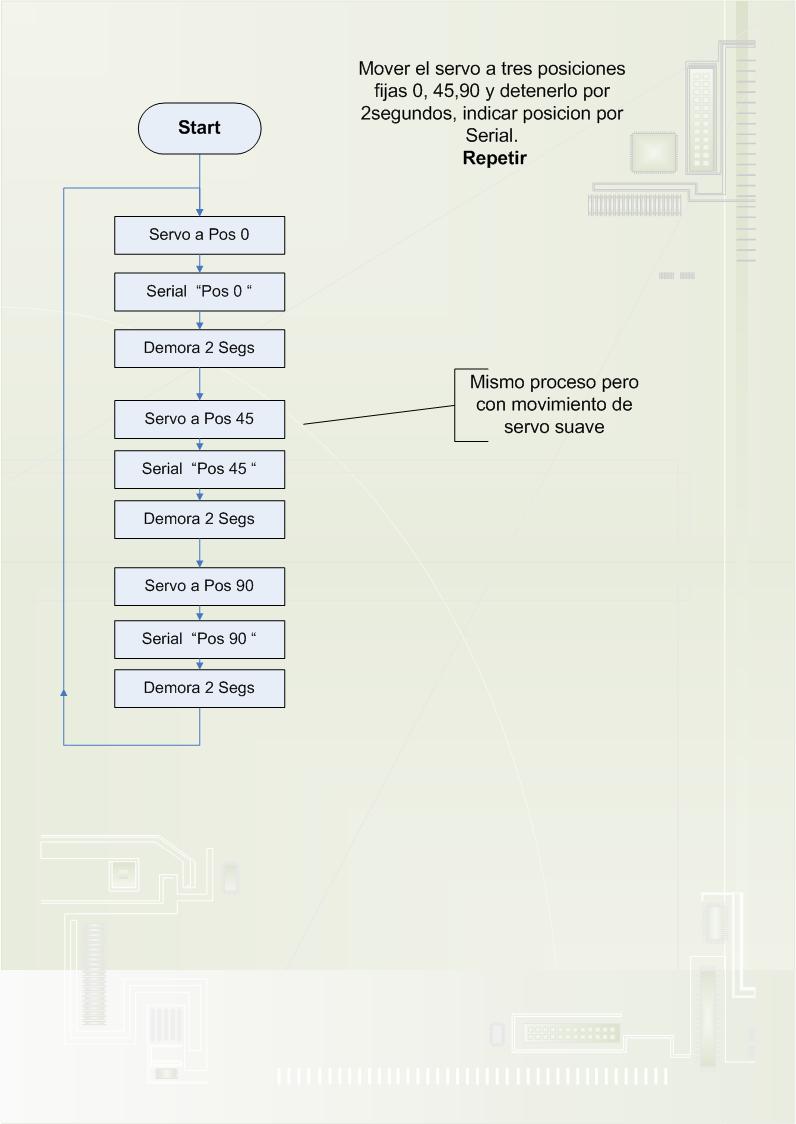 Mover el servo a tres posiciones
fijas 0, 45,90 y detenerlo por
2segundos, indicar posicion por
Serial.
Repetir
Start
Servo a Pos 0
Serial  “Pos 0 “
Demora 2 Segs
Servo a Pos 45
Serial  “Pos 45 “
Demora 2 Segs
Servo a Pos 90
Serial  “Pos 90 “
Demora 2 Segs
Mismo proceso pero
con movimiento de
servo suave